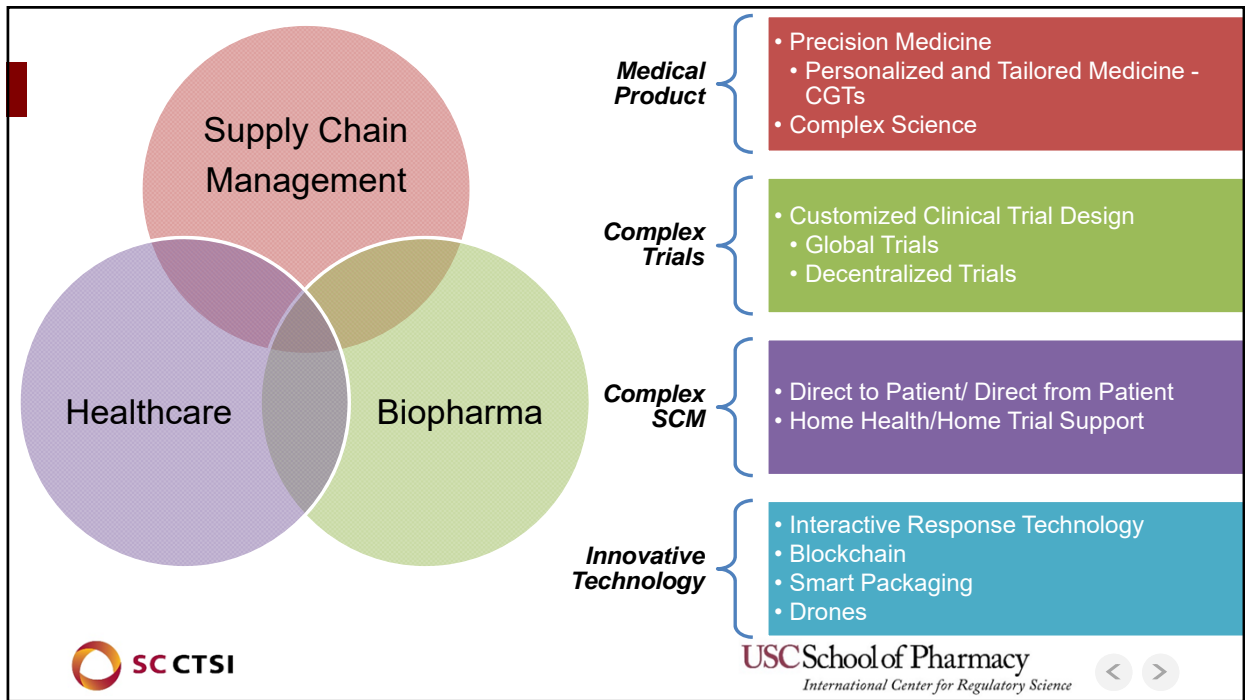 Supply Chain
Management
Healthcare
Biopharma
Medical
Product
• Precision Medicine
• Personalized and Tailored Medicine -
CGTs
• Complex Science
Complex
Trials
• Customized Clinical Trial Design
• Global Trials
• Decentralized Trials
Complex
SCM
• Direct to Patient/ Direct from Patient
• Home Health/Home Trial Support
Innovative
Technology
• Interactive Response Technology
• Blockchain
• Smart Packaging
• Drones
SC CTSI
USC School of Pharmacy
International Center for Regulatory Science